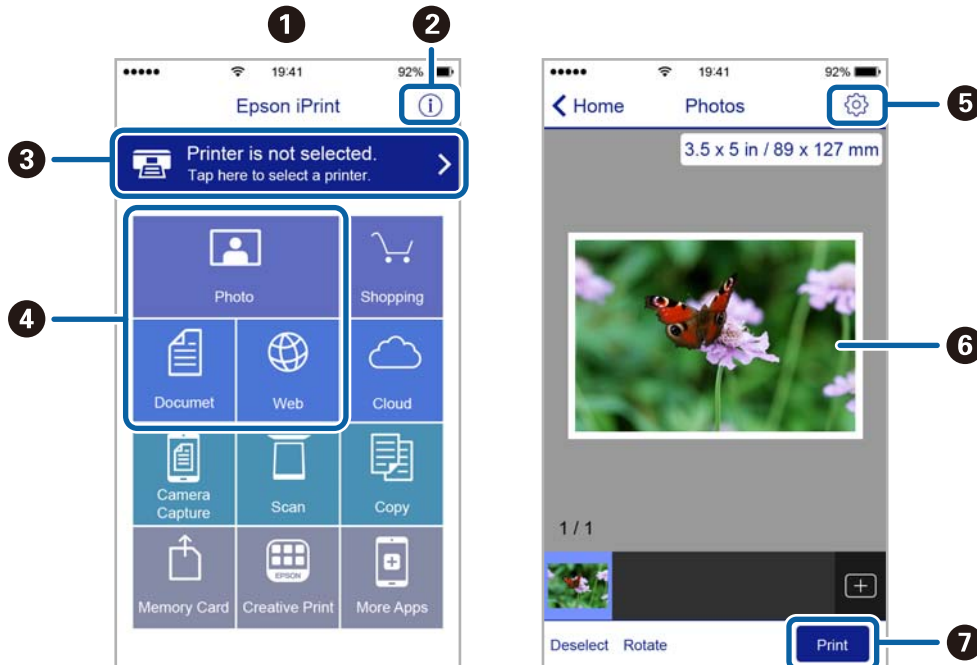 1
2
19:41
92%
Epson iPrint
3
Printer is not selected.
Tap here to select a printer.
4
Photo
Shopping
Documet
Web
Cloud
Camera
Capture
Scan
Copy
EPSON
Memory Card
Creative Print
More Apps
19:41
92%
Home
Photos
5
3.5 x 5 in / 89 x 127 mm
6
1 / 1
Deselect
Rotate
Print
7